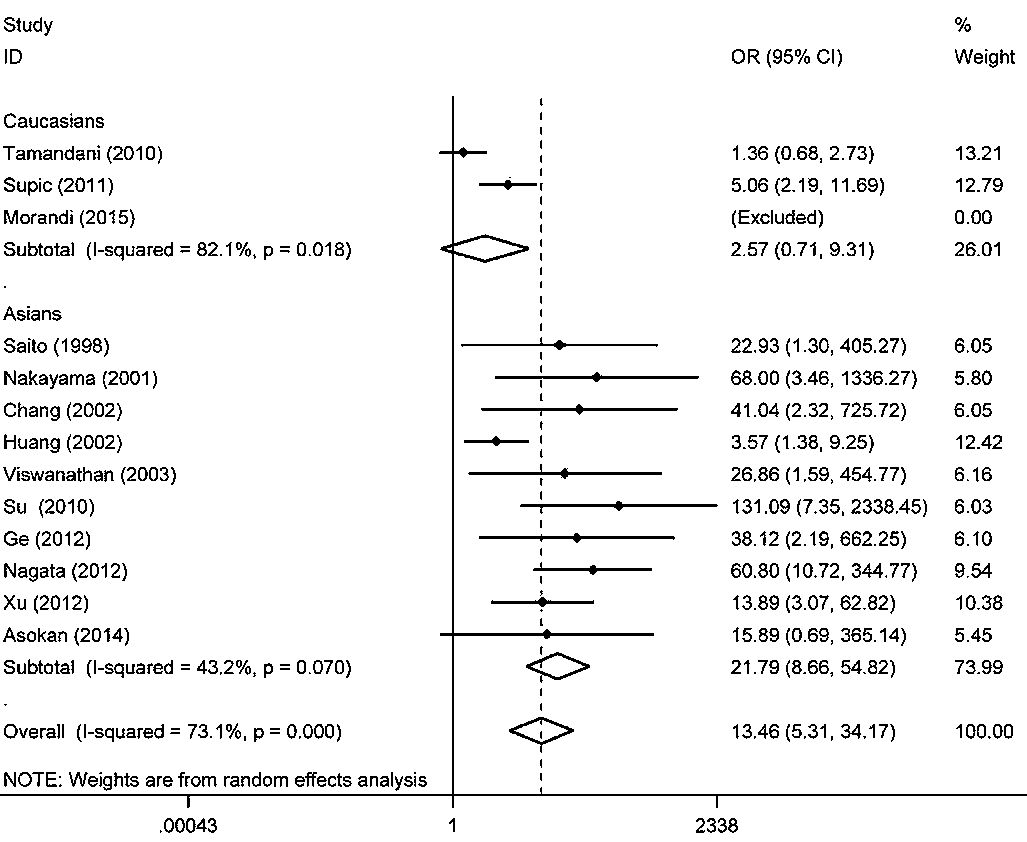 Study %
ID OR (95% CI) Weight
Caucasians
Tamandani (2010) 1.36 (0.68, 2.73) 13.21
Supic (2011) 5.06 (2.19, 11.69) 12.79
Morandi (2015) (Excluded) 0.00
Subtotal (I-squared = 82.1%, p = 0.018) 2.57 (0.71, 9.31) 26.01
.
Asians
Saito (1998) 22.93 (1.30, 405.27) 6.05
Nakayama (2001) 68.00 (3.46, 1336.27) 5.80
Chang (2002) 41.04 (2.32, 725.72) 6.05
Huang (2002) 3.57 (1.38, 9.25) 12.42
Viswanathan (2003) 26.86 (1.59, 454.77) 6.16
Su (2010) 131.09 (7.35, 2338.45) 6.03
Ge (2012) 38.12 (2.19, 662.25) 6.10
Nagata (2012) 60.80 (10.72, 344.77) 9.54
Xu (2012) 13.89 (3.07, 62.82) 10.38
Asokan (2014) 15.89 (0.69, 365.14) 5.45
Subtotal (I-squared = 43.2%, p = 0.070) 21.79 (8.66, 54.82) 73.99
.
Overall (I-squared = 73.1%, p = 0.000) 13.46 (5.31, 34.17) 100.00
NOTE: Weights are from random effects analysis
.00043 1 2338